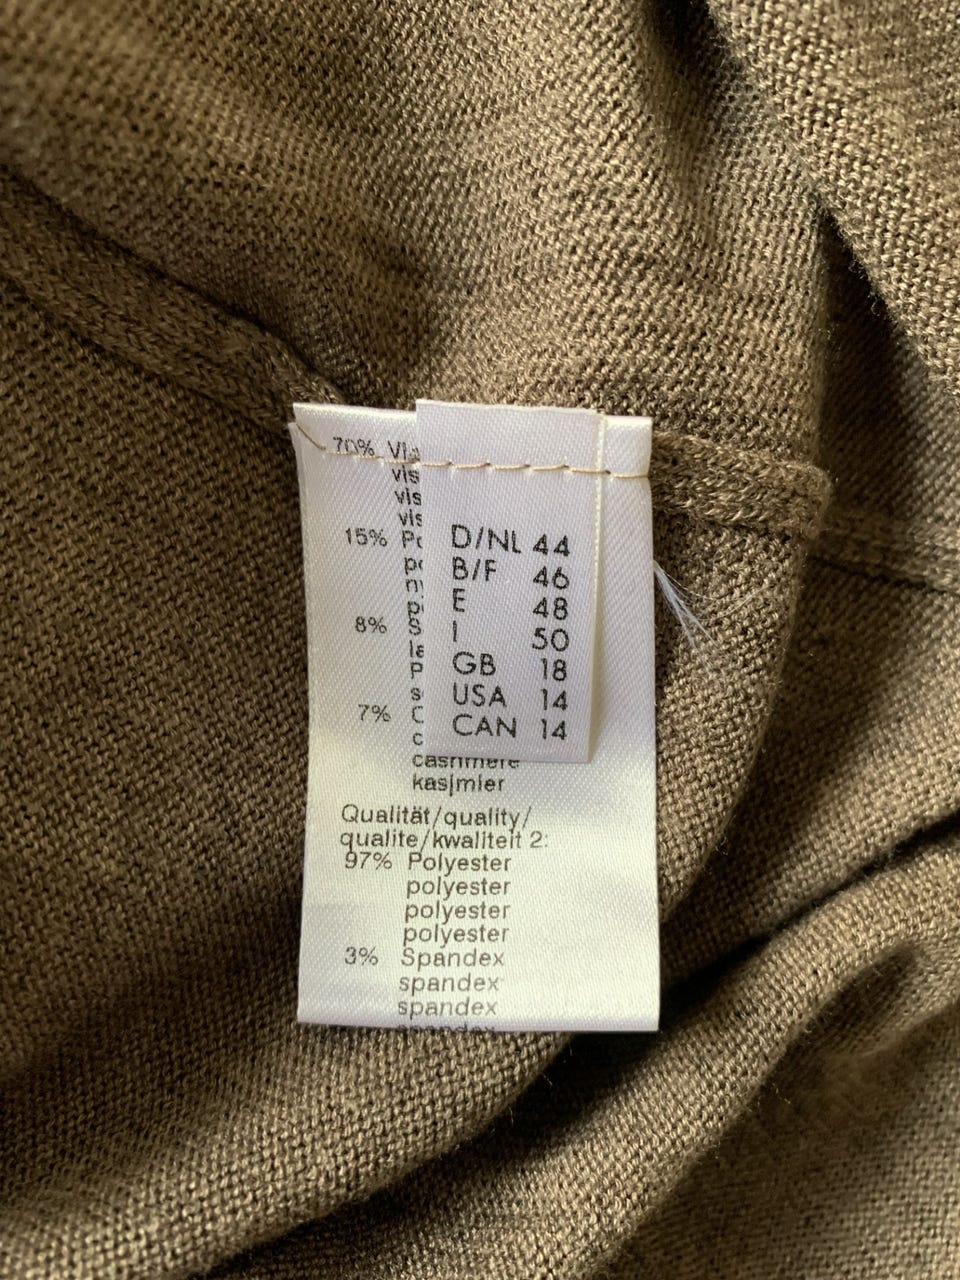 70%
15%
8%
7%
cashmere
kasjmier
Qualität/quality/
qualite/kwaliteit 2:
97% Polyester
polyester
polyester
polyester
3% Spandex
spandex
spandex
spandex
D/NL 44
B/F 46
E 48
I 50
GB 18
USA 14
CAN 14